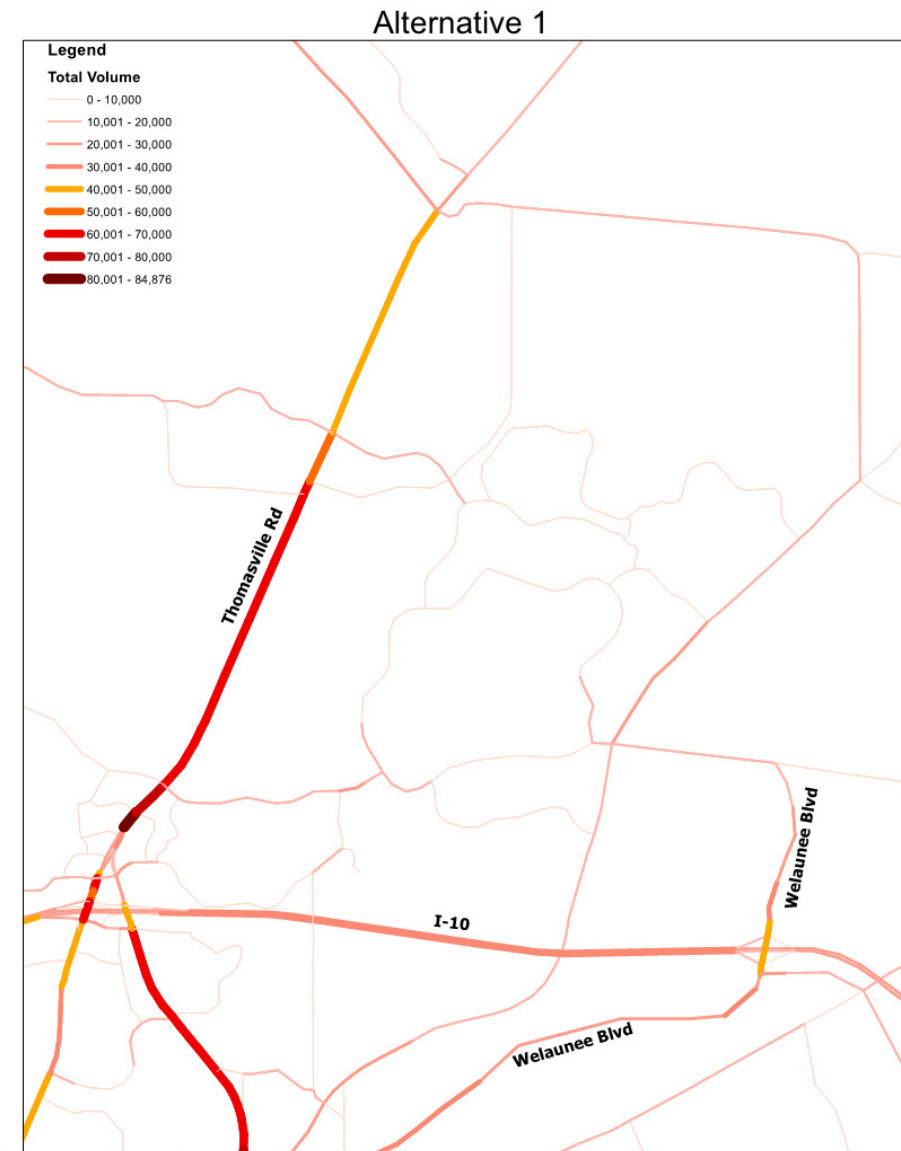 Alternative 1
Legend
Total Volume
0 - 10,000
10,001 - 20,000
20,001 - 30,000
30,001 - 40,000
40,001 - 50,000
50,001 - 60,000
60,001 - 70,000
70,001 - 80,000
80,001 - 84,876
Thomasville Rd
Welaunee Blvd
I-10
Welaunee Blvd